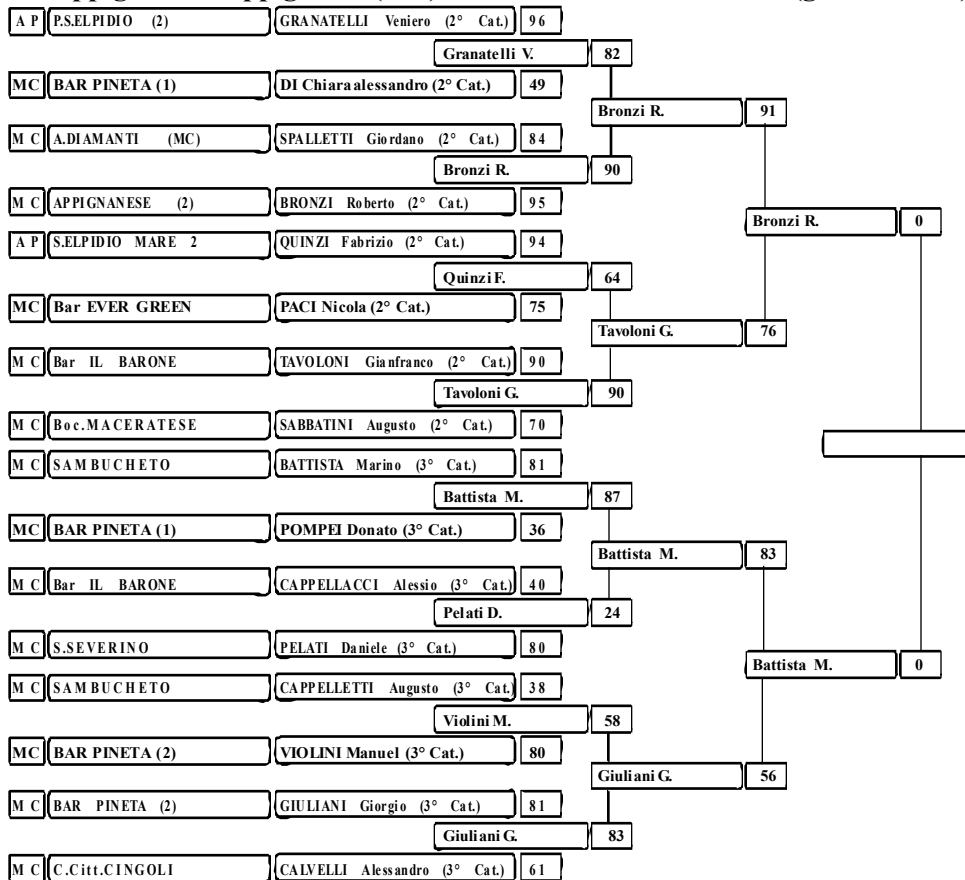 A P P.S.ELPIDIO (2) GRANATELLI Veniero (2° Cat.) 96
Granatelli V. 82
MC BAR PINETA (1) DI Chiara alessandro (2° Cat.) 49
Bronzi R. 91
M C A.DIAMANTI (MC) SPALLETTI Giordano (2° Cat.) 84
Bronzi R. 90
M C APPIGNANESE (2) BRONZI Roberto (2° Cat.) 95
Bronzi R. 0
A P S.ELPIDIO MARE 2 QUINZI Fabrizio (2° Cat.) 94
Quinzi F. 64
MC Bar EVER GREEN PACI Nicola (2° Cat.) 75
Tavoloni G. 76
M C Bar IL BARONE TAVOLONI Gianfranco (2° Cat.) 90
Tavoloni G. 90
M C Boc.MACERATESE SABBATINI Augusto (2° Cat.) 70
M C SAMBUCHETO BATTISTA Marino (3° Cat.) 81
Battista M. 87
MC BAR PINETA (1) POMPEI Donato (3° Cat.) 36
Battista M. 83
M C Bar IL BARONE CAPPELLACCI Alessio (3° Cat.) 40
Pelati D. 24
M C S.SEVERINO PELATI Daniele (3° Cat.) 80
Battista M. 0
M C SAMBUCHETO CAPPELLETTI Augusto (3° Cat.) 38
Violini M. 58
MC BAR PINETA (2) VIOLINI Manuel (3° Cat.) 80
Giuliani G. 56
M C BAR PINETA (2) GIULIANI Giorgio (3° Cat.) 81
Giuliani G. 83
M C C.Citt.CINGOLI CALVELLI Alessandro (3° Cat.) 61